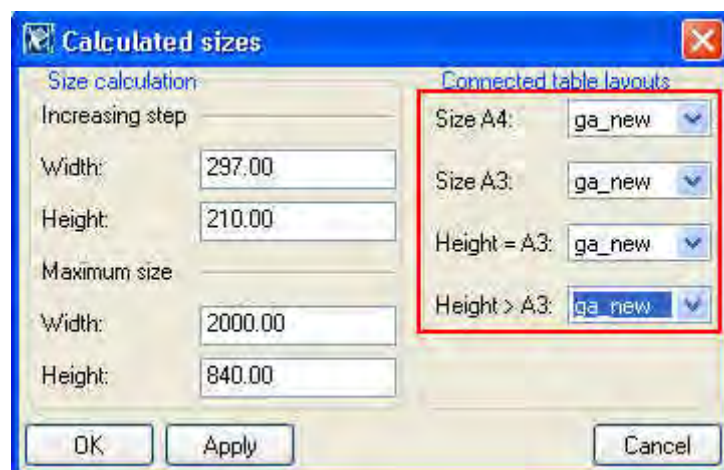 Calculated sizes
Size calculation
Increasing step
Width: 297.00
Height: 210.00
Maximum size
Width: 2000.00
Height: 840.00
Connected table layouts
Size A4: ga_new
Size A3: ga_new
Height = A3: ga_new
Height > A3: ga_new
OK Apply Cancel